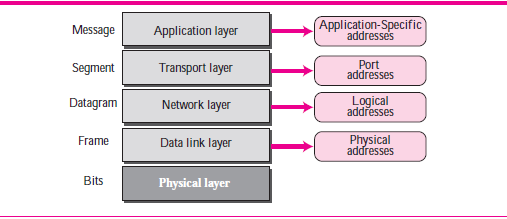 Message Application layer Application-Specific
addresses
Segment Transport layer Port
addresses
Datagram Network layer Logical
addresses
Frame Data link layer Physical
addresses
Bits Physical layer